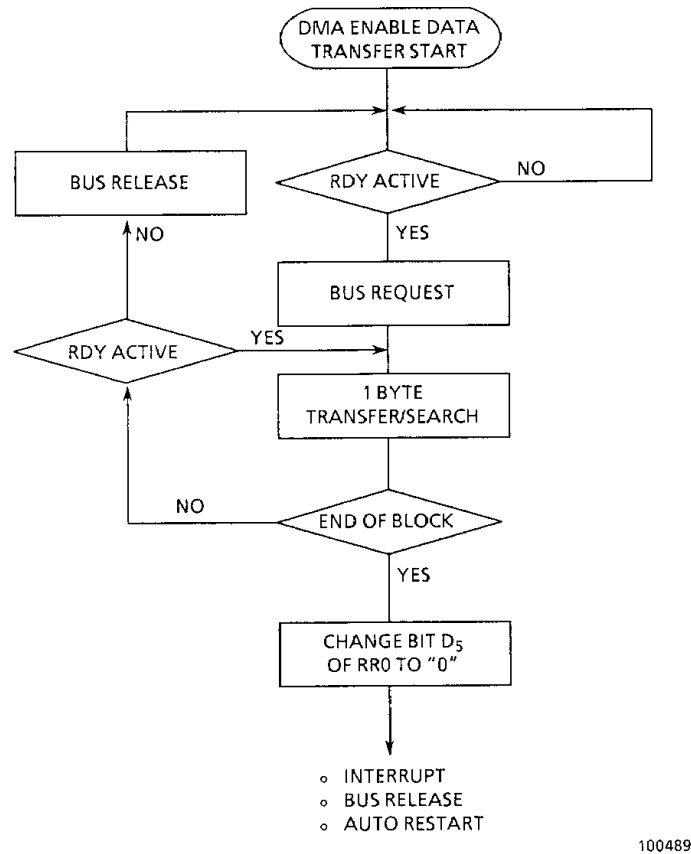 DMA ENABLE DATA
TRANSFER START
BUS RELEASE
RDY ACTIVE
NO
NO
YES
BUS REQUEST
RDY ACTIVE
YES
1 BYTE
TRANSFER/SEARCH
NO
END OF BLOCK
YES
CHANGE BIT D5
OF RR0 TO "0"
∘ INTERRUPT
∘ BUS RELEASE
∘ AUTO RESTART
100489